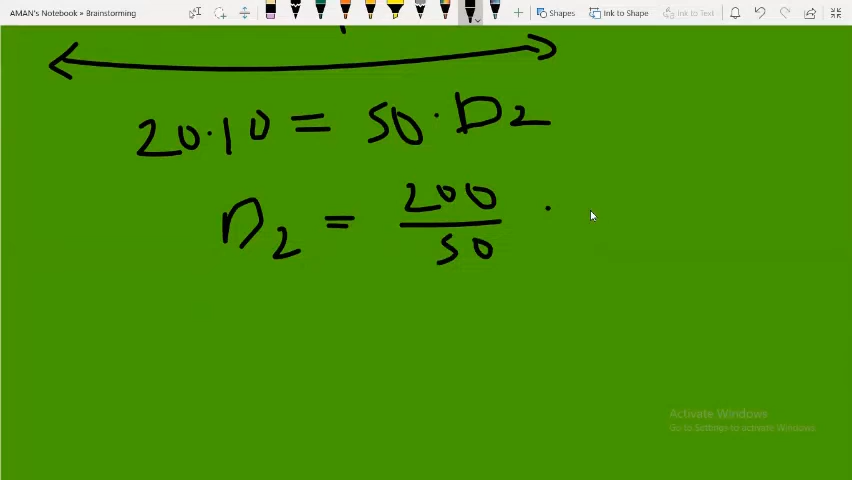 AMAN's Notebook » Brainstorming
Shapes
Ink to Shape
Ink to Text
20·10 = 50·D2
D2 = 200/50 ·
Activate Windows
Go to Settings to activate Windows.